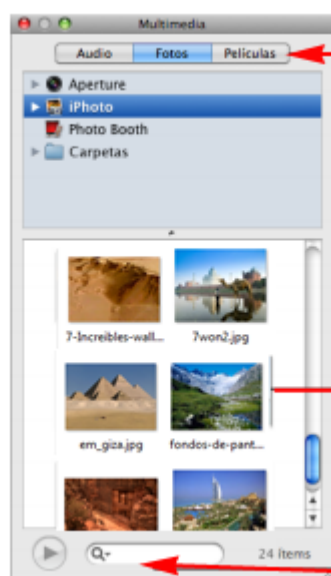 Multimedia
Audio Fotos Películas
Aperture
iPhoto
Photo Booth
Carpetas
7-Increibles-wall... 7won2.jpg
em_giza.jpg fondos-de-pant...
24 ítems